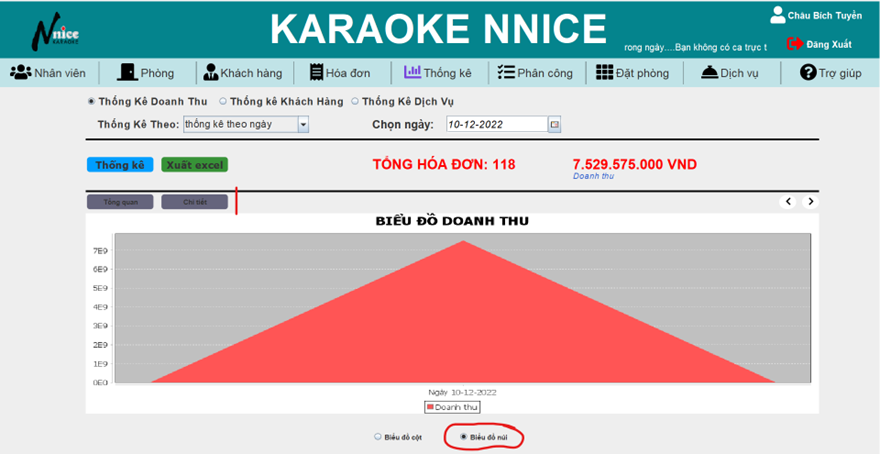 Nnice
KARAOKE
KARAOKE NNICE
Châu Bích Tuyền
rong ngày....Bạn không có ca trực t
Đăng Xuất
Nhân viên
Phòng
Khách hàng
Hóa đơn
Thống kê
Phân công
Đặt phòng
Dịch vụ
Trợ giúp
Thống Kê Doanh Thu
Thống kê Khách Hàng
Thống Kê Dịch Vụ
Thống Kê Theo: thống kê theo ngày
Chọn ngày: 10-12-2022
Thống kê
Xuất excel
TỔNG HÓA ĐƠN: 118
7.529.575.000 VND
Doanh thu
Tổng quan
Chi tiết
BIỂU ĐỒ DOANH THU
7E9
6E9
5E9
4E9
3E9
2E9
1E9
0E0
Ngày 10-12-2022
Doanh thu
Biểu đồ cột
Biểu đồ núi